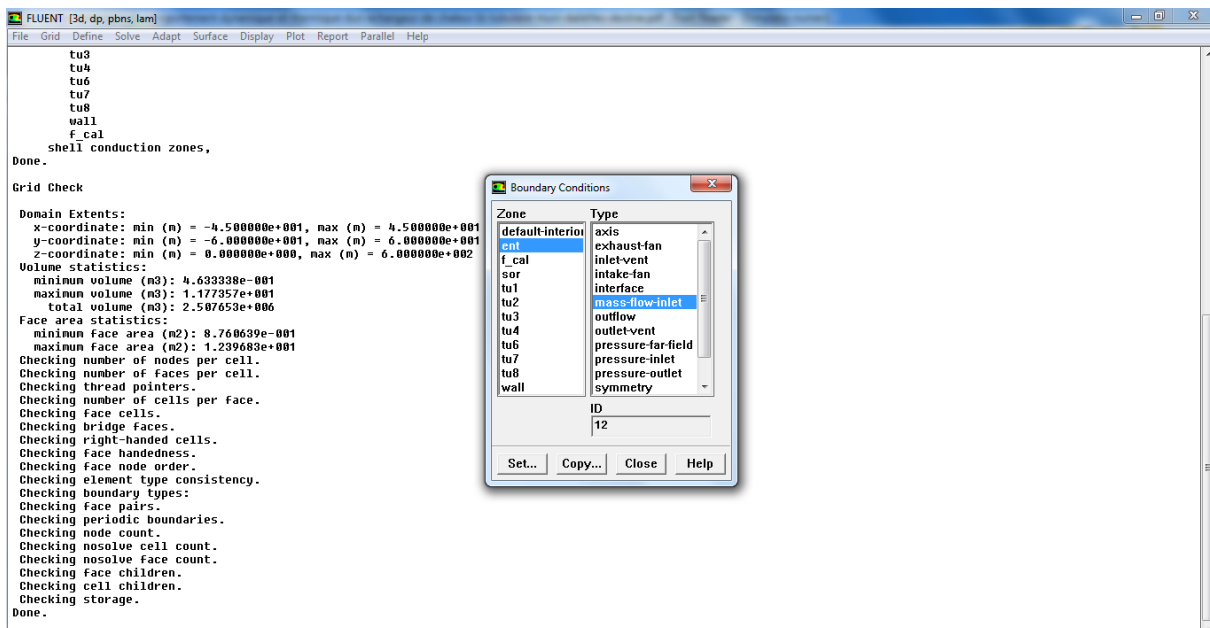 FLUENT [3d, dp, pbns, lam]
File Grid Define Solve Adapt Surface Display Plot Report Parallel Help
tu3
tu4
tu6
tu7
tu8
wall
f_cal
shell conduction zones,
Done.
Grid Check
Domain Extents:
x-coordinate: min (m) = -4.500000e+001, max (m) = 4.500000e+001
y-coordinate: min (m) = -6.000000e+001, max (m) = 6.000000e+001
z-coordinate: min (m) = 0.000000e+000, max (m) = 6.000000e+002
Volume statistics:
minimum volume (m3): 4.633338e-001
maximum volume (m3): 1.177357e+001
total volume (m3): 2.507653e+006
Face area statistics:
minimum face area (m2): 8.760639e-001
maximum face area (m2): 1.239683e+001
Checking number of nodes per cell.
Checking number of faces per cell.
Checking thread pointers.
Checking number of cells per face.
Checking face cells.
Checking bridge faces.
Checking right-handed cells.
Checking face handedness.
Checking face node order.
Checking element type consistency.
Checking boundary types:
Checking face pairs.
Checking periodic boundaries.
Checking node count.
Checking nosolve cell count.
Checking nosolve face count.
Checking face children.
Checking cell children.
Checking storage.
Done.
Boundary Conditions
Zone
default-interior
ent
f_cal
sor
tu1
tu2
tu3
tu4
tu6
tu7
tu8
wall
Type
axis
exhaust-fan
inlet-vent
intake-fan
interface
mass-flow-inlet
outflow
outlet-vent
pressure-far-field
pressure-inlet
pressure-outlet
symmetry
ID
12
Set... Copy... Close Help